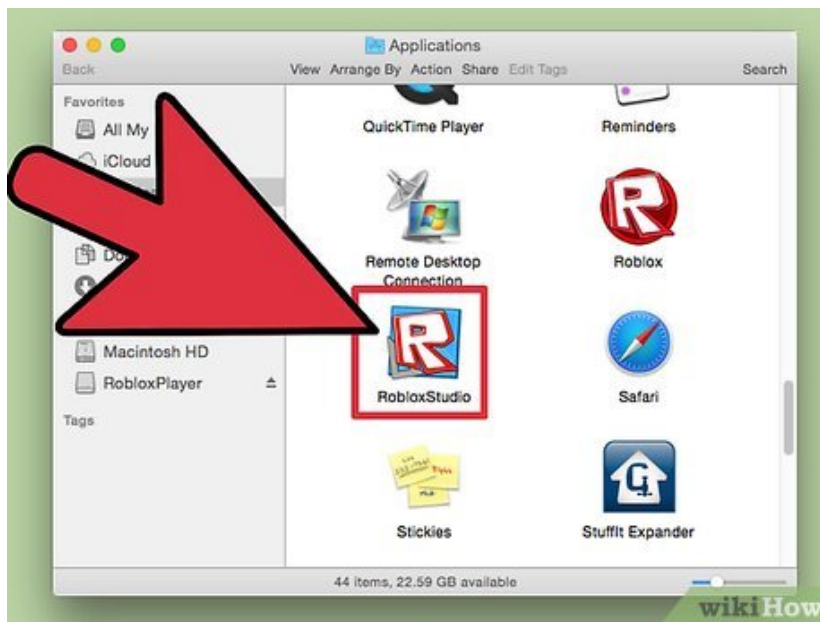 Applications
Back View Arrange By Action Share Edit Tags Search
Favorites
All My
iCloud
Macintosh HD
RobloxPlayer
Tags
QuickTime Player Reminders
Remote Desktop
Connection
Roblox
RobloxStudio Safari
Stickies StuffIt Expander
44 items, 22.59 GB available
wikiHow